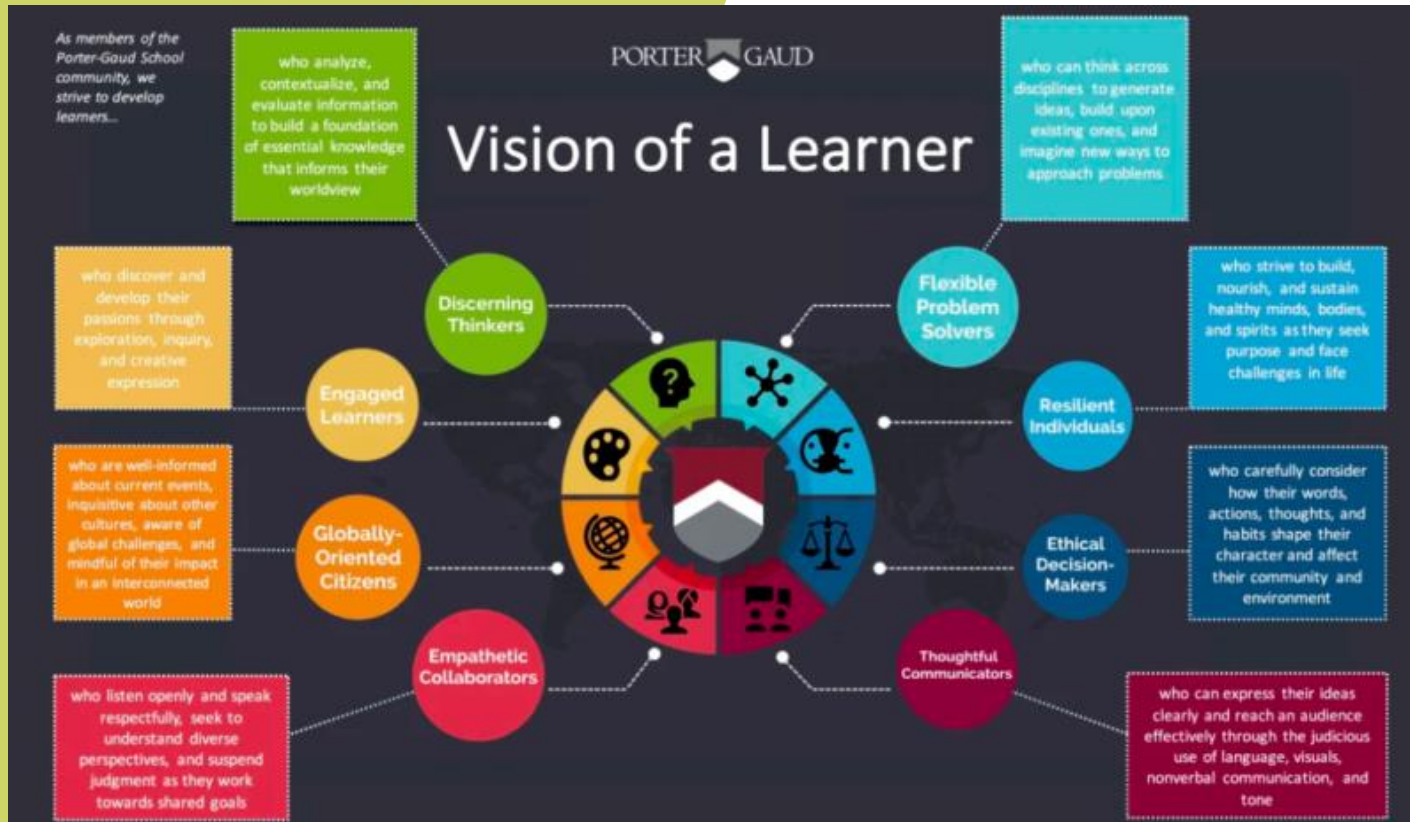 As members of the
Porter-Gaud School
community, we
strive to develop
learners...
PORTER GAUD
Vision of a Learner
who analyze,
contextualize, and
evaluate information
to build a foundation
of essential knowledge
that informs their
worldview
Discerning
Thinkers
who can think across
disciplines to generate
ideas, build upon
existing ones, and
imagine new ways to
approach problems
Flexible
Problem
Solvers
who discover and
develop their
passions through
exploration, inquiry,
and creative
expression
Engaged
Learners
who strive to build,
nourish, and sustain
healthy minds, bodies,
and spirits as they seek
purpose and face
challenges in life
Resilient
Individuals
who are well-informed
about current events,
inquisitive about other
cultures, aware of
global challenges, and
mindful of their impact
in an interconnected
world
Globally-
Oriented
Citizens
who carefully consider
how their words,
actions, thoughts, and
habits shape their
character and affect
their community and
environment
Ethical
Decision-
Makers
who listen openly and speak
respectfully, seek to
understand diverse
perspectives, and suspend
judgment as they work
towards shared goals
Empathetic
Collaborators
Thoughtful
Communicators
who can express their ideas
clearly and reach an audience
effectively through the judicious
use of language, visuals,
nonverbal communication, and
tone
?